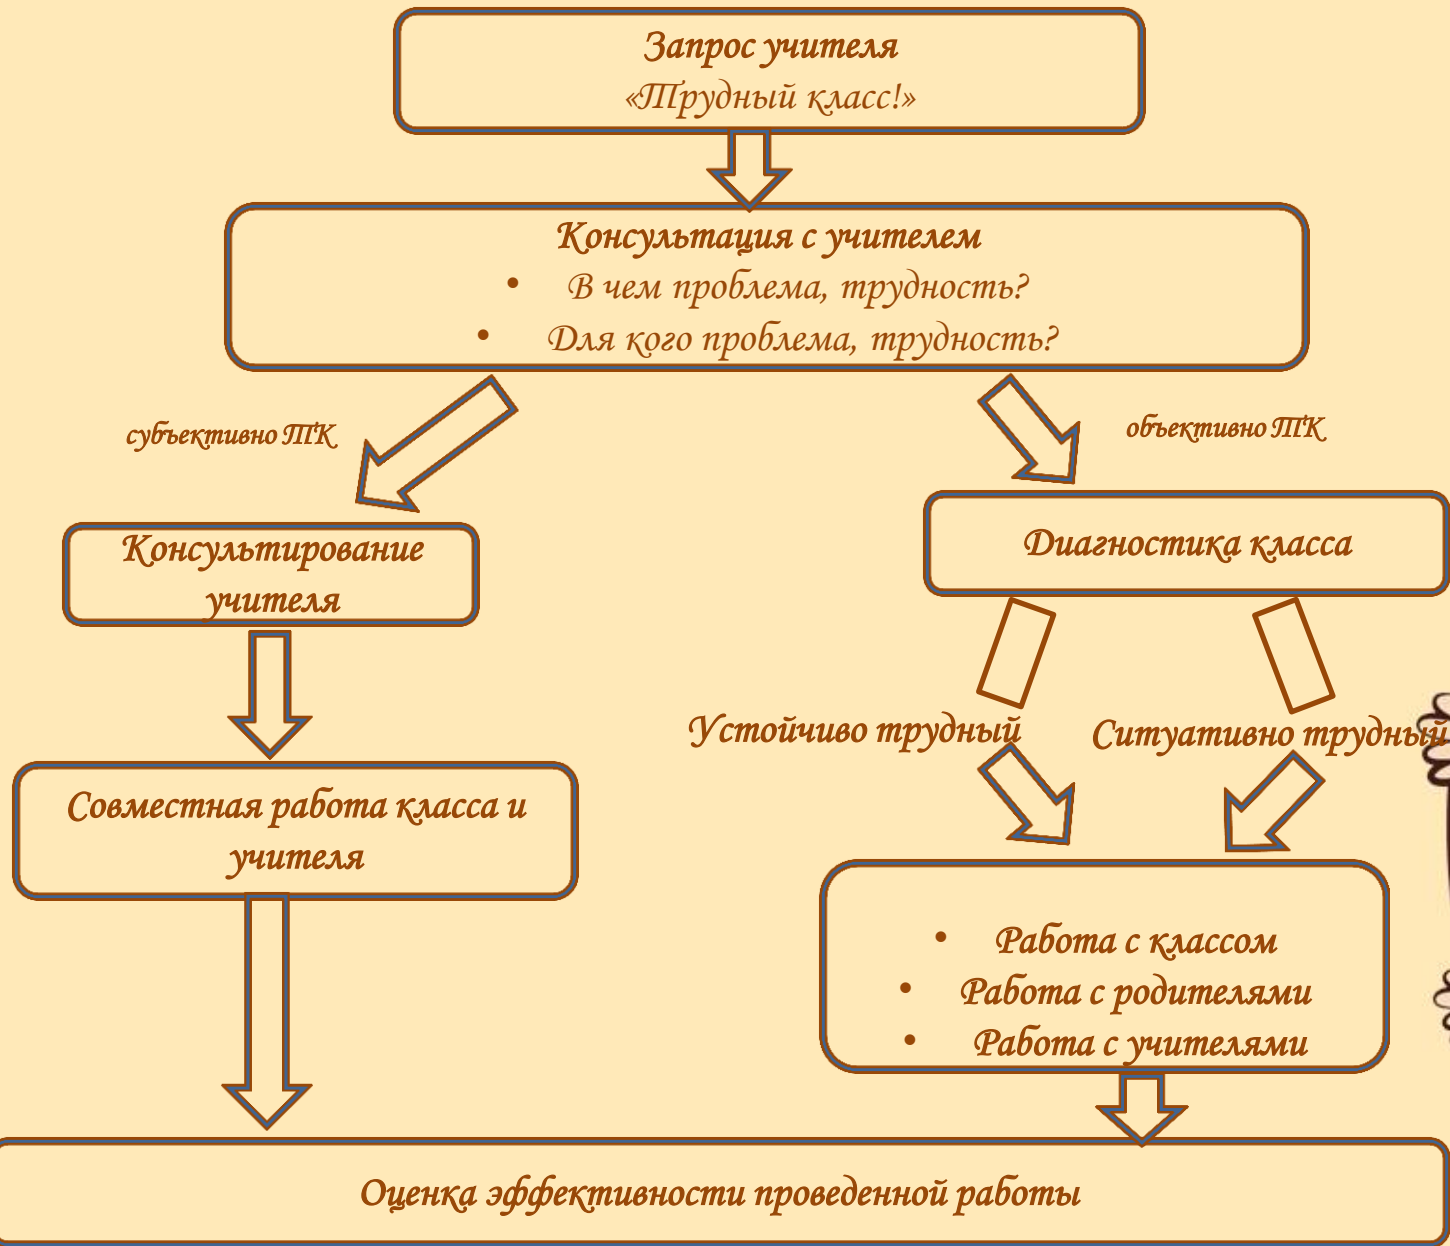 Запрос учителя
«Трудный класс!»
Консультация с учителем
• В чем проблема, трудность?
• Для кого проблема, трудность?
субъективно ТК
объективно ТК
Консультирование
учителя
Диагностика класса
Устойчиво трудный
Ситуативно трудный
Совместная работа класса и
учителя
• Работа с классом
• Работа с родителями
• Работа с учителями
Оценка эффективности проведенной работы